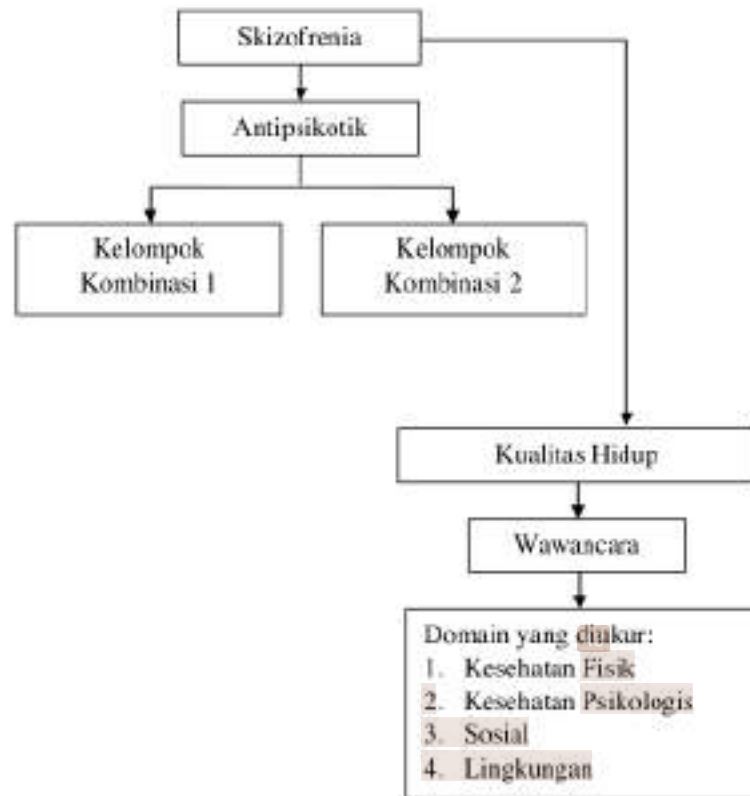 Skizofrenia
Antipsikotik
Kelompok
Kombinasi 1
Kelompok
Kombinasi 2
Kualitas Hidup
Wawancara
Domain yang diukur:
1. Kesehatan Fisik
2. Kesehatan Psikologis
3. Sosial
4. Lingkungan